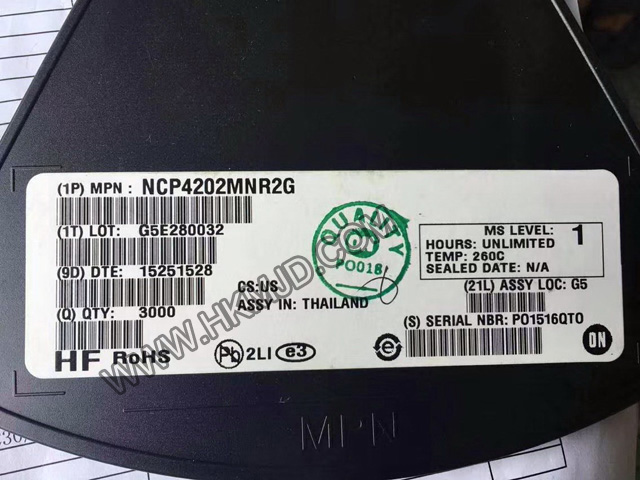 (1P) MPN : NCP4202MNR2G
(1T) LOT: G5E280032
(9D) DTE: 15251528
(Q) QTY: 3000
HF RoHS
CS:US
ASSY IN: THAILAND
Pb 2LI e3
QUALITY
PO018
MS LEVEL: 1
HOURS: UNLIMITED
TEMP: 260C
SEALED DATE: N/A
(21L) ASSY LOC: G5
(S) SERIAL NBR: PO1516QTO
ON
MPN
WWW.HKMJD.COM